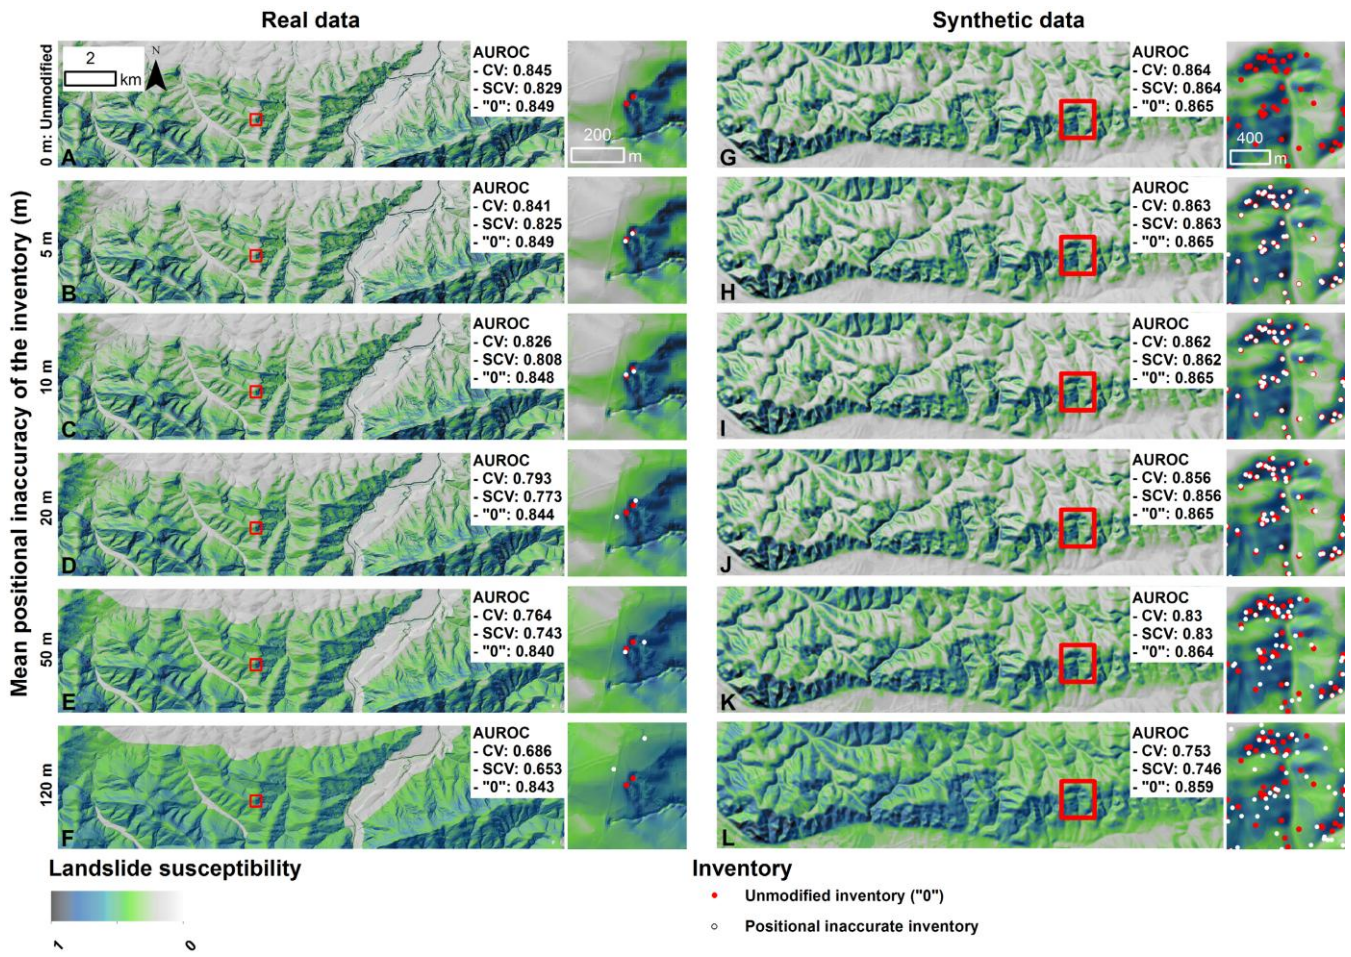 Real data
Synthetic data
Mean positional inaccuracy of the inventory (m)
0 m: Unmodified
2
km
N
AUROC
- CV: 0.845
- SCV: 0.829
- "0": 0.849
200
m
A
AUROC
- CV: 0.864
- SCV: 0.864
- "0": 0.865
400
m
G
5 m
AUROC
- CV: 0.841
- SCV: 0.825
- "0": 0.849
B
AUROC
- CV: 0.863
- SCV: 0.863
- "0": 0.865
H
10 m
AUROC
- CV: 0.826
- SCV: 0.808
- "0": 0.848
C
AUROC
- CV: 0.862
- SCV: 0.862
- "0": 0.865
I
20 m
AUROC
- CV: 0.793
- SCV: 0.773
- "0": 0.844
D
AUROC
- CV: 0.856
- SCV: 0.856
- "0": 0.865
J
50 m
AUROC
- CV: 0.764
- SCV: 0.743
- "0": 0.840
E
AUROC
- CV: 0.83
- SCV: 0.83
- "0": 0.864
K
120 m
AUROC
- CV: 0.686
- SCV: 0.653
- "0": 0.843
F
AUROC
- CV: 0.753
- SCV: 0.746
- "0": 0.859
L
Landslide susceptibility
1
0
Inventory
Unmodified inventory ("0")
Positional inaccurate inventory